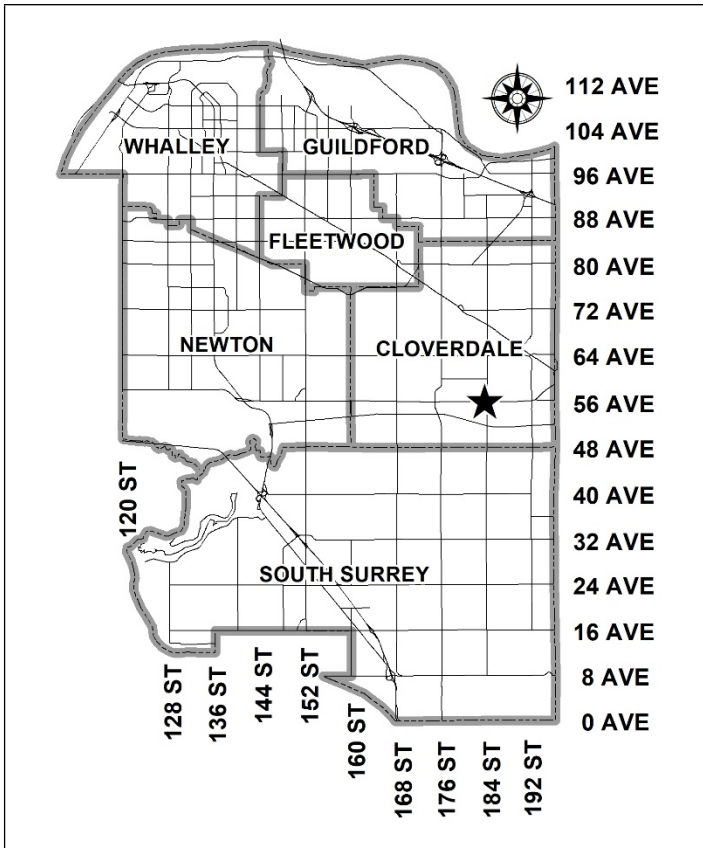 112 AVE
104 AVE
WHALLEY
GUILDFORD
96 AVE
88 AVE
FLEETWOOD
80 AVE
72 AVE
NEWTON
CLOVERDALE
64 AVE
56 AVE
48 AVE
120 ST
40 AVE
32 AVE
SOUTH SURREY
24 AVE
16 AVE
8 AVE
0 AVE
128 ST
136 ST
144 ST
152 ST
160 ST
168 ST
176 ST
184 ST
192 ST